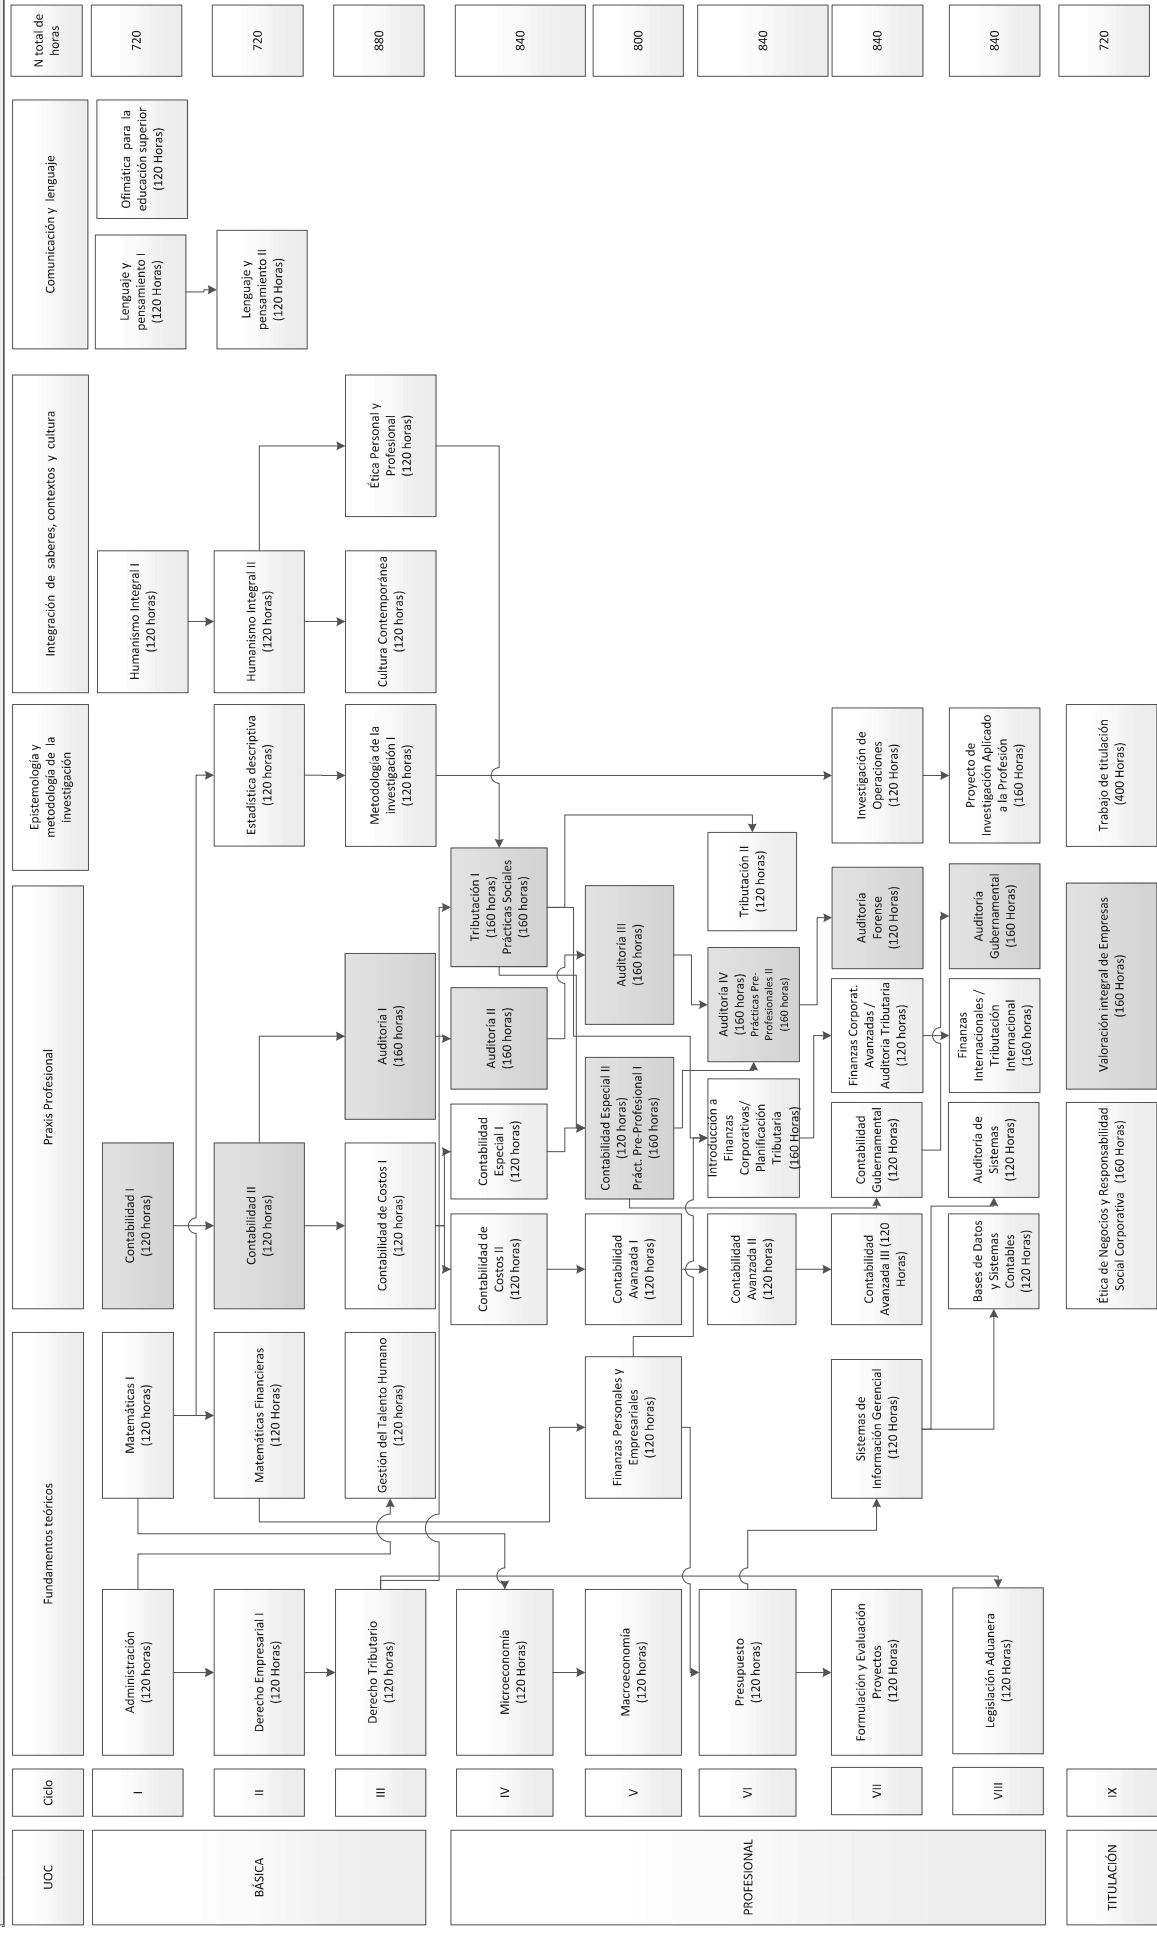 UOC
Ciclo
Fundamentos teóricos
Praxis Profesional
Epistemología y
metodología de la
investigación
Integración de saberes, contextos y cultura
Comunicación y lenguaje
N total de
horas
BÁSICA
I
Administración
(120 horas)
Matemáticas I
(120 horas)
Contabilidad I
(120 horas)
Humanismo Integral I
(120 horas)
Lenguaje y
pensamiento I
(120 Horas)
Ofimática para la
educación superior
(120 Horas)
720
II
Derecho Empresarial I
(120 Horas)
Matemáticas Financieras
(120 Horas)
Contabilidad II
(120 horas)
Estadística descriptiva
(120 horas)
Humanismo Integral II
(120 horas)
Lenguaje y
pensamiento II
(120 Horas)
720
III
Derecho Tributario
(120 horas)
Gestión del Talento Humano
(120 horas)
Contabilidad de Costos I
(120 horas)
Auditoría I
(160 horas)
Metodología de la
investigación I
(120 horas)
Cultura Contemporánea
(120 horas)
Ética Personal y
Profesional
(120 horas)
880
PROFESIONAL
IV
Microeconomía
(120 Horas)
Contabilidad de
Costos II
(120 horas)
Contabilidad
Especial I
(120 horas)
Auditoría II
(160 horas)
Tributación I
(160 horas)
Prácticas Sociales
(160 horas)
840
V
Macroeconomía
(120 Horas)
Finanzas Personales y
Empresariales
(120 horas)
Contabilidad
Avanzada I
(120 horas)
Contabilidad Especial II
(120 horas)
Práct. Pre-Profesional I
(160 horas)
Auditoría III
(160 horas)
800
VI
Presupuesto
(120 horas)
Contabilidad
Avanzada II
(120 horas)
Introducción a
Finanzas
Corporativas/
Planificación
Tributaria
(160 Horas)
Auditoría IV
(160 horas)
Prácticas Pre-
Profesionales II
(160 horas)
Tributación II
(120 horas)
840
VII
Formulación y Evaluación
Proyectos
(120 Horas)
Sistemas de
Información Gerencial
(120 Horas)
Contabilidad
Avanzada III (120
Horas)
Contabilidad
Gubernamental
(120 Horas)
Finanzas Corporat.
Avanzadas /
Auditoria Tributaria
(120 horas)
Auditoría
Forense
(120 Horas)
Investigación de
Operaciones
(120 Horas)
840
VIII
Legislación Aduanera
(120 Horas)
Bases de Datos
y Sistemas
Contables
(120 Horas)
Auditoría de
Sistemas
(120 Horas)
Finanzas
Internacionales /
Tributación
Internacional
(160 horas)
Auditoría
Gubernamental
(160 Horas)
Proyecto de
Investigación Aplicado
a la Profesión
(160 Horas)
840
TITULACIÓN
IX
Ética de Negocios y Responsabilidad
Social Corporativa (160 Horas)
Valoración integral de Empresas
(160 Horas)
Trabajo de titulación
(400 Horas)
720